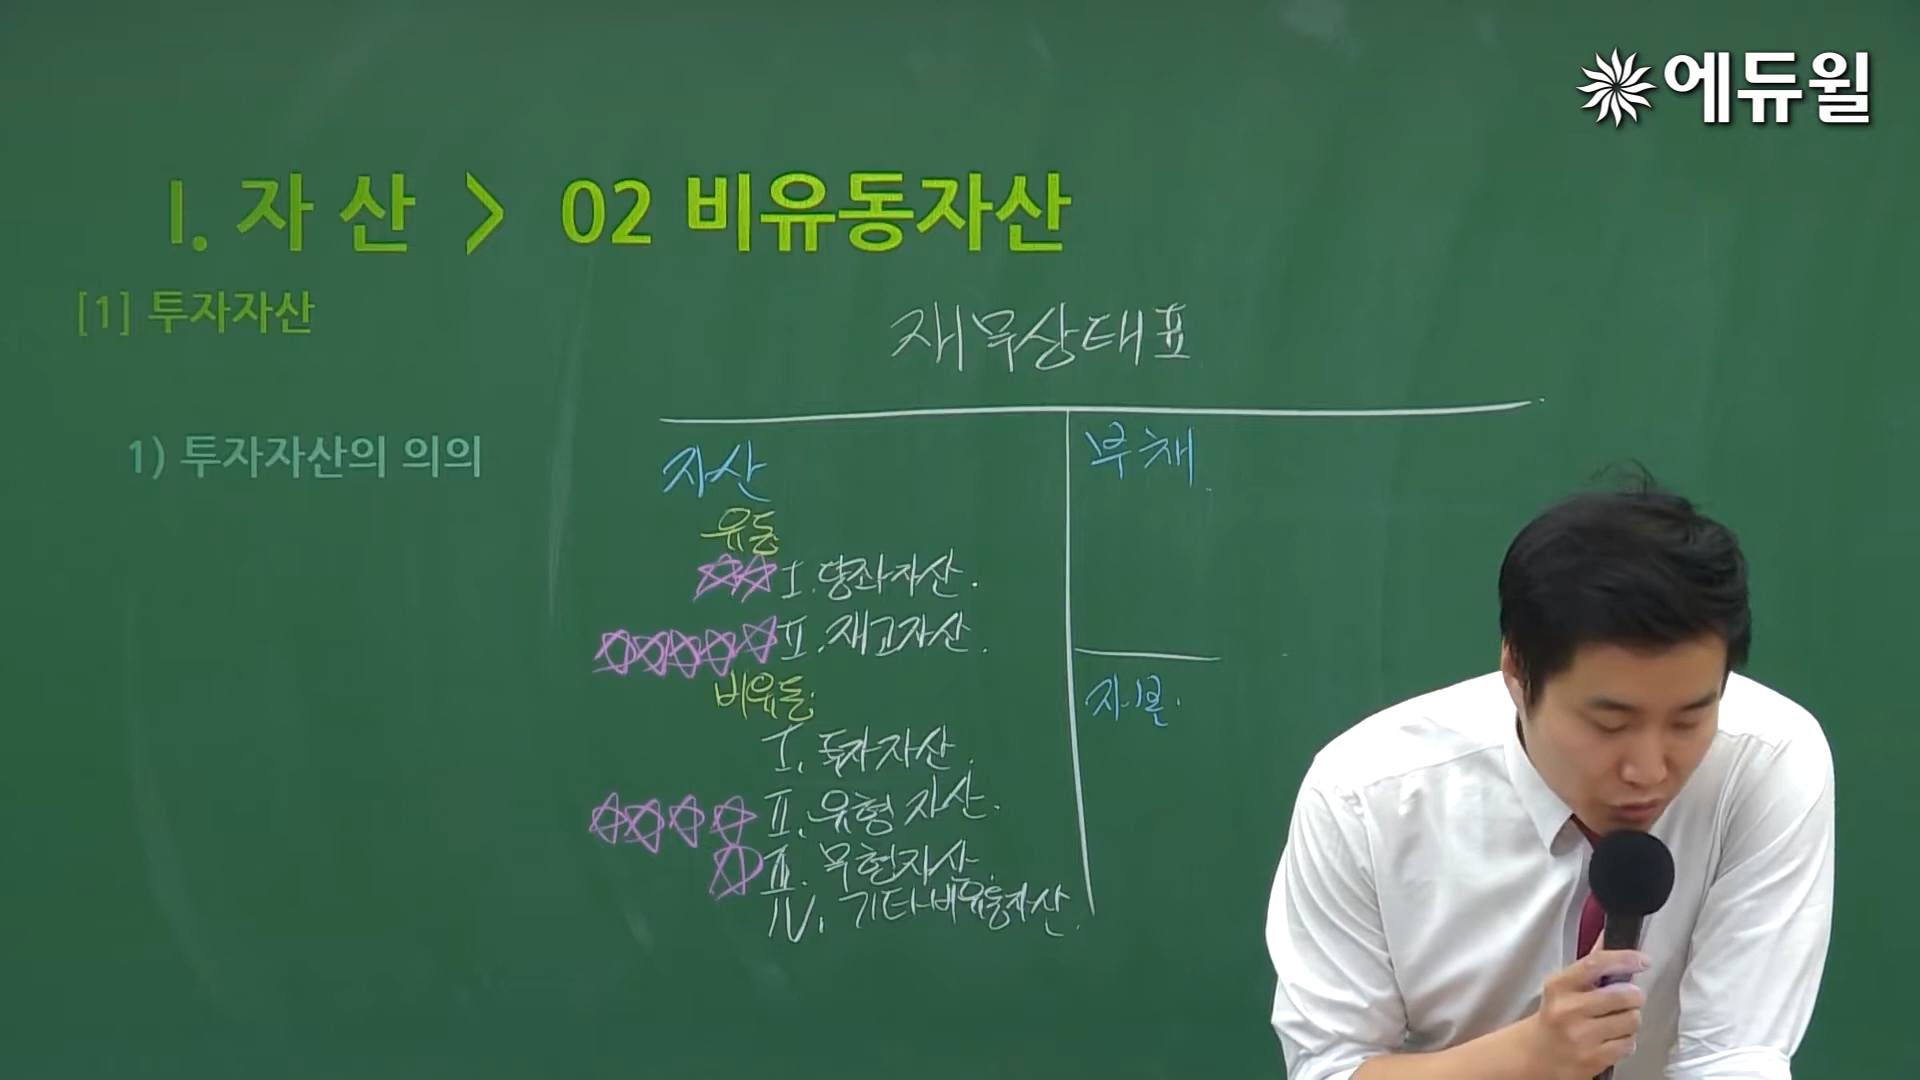 에듀윌
I. 자 산 > 02 비유동자산
[1] 투자자산
재무상태표
1) 투자자산의 의의
자산
부채
유동
I. 당좌자산.
II. 재고자산.
비유동.
자본.
I. 투자자산.
II. 유형자산.
III. 무형자산.
IV. 기타비유동자산.